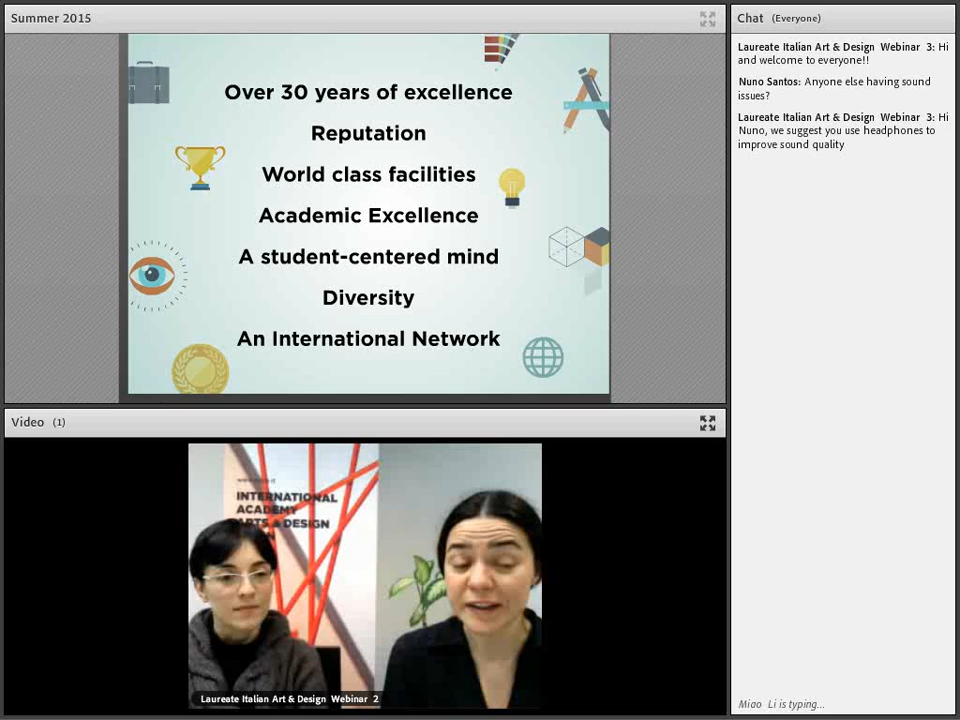 Summer 2015
Over 30 years of excellence
Reputation
World class facilities
Academic Excellence
A student-centered mind
Diversity
An International Network
Video (1)
INTERNATIONAL
ACADEMY
ARTS & DESIGN
Laureate Italian Art & Design Webinar 2
Chat (Everyone)
Laureate Italian Art & Design Webinar 3: Hi
and welcome to everyone!!
Nuno Santos: Anyone else having sound
issues?
Laureate Italian Art & Design Webinar 3: Hi
Nuno, we suggest you use headphones to
improve sound quality
Miao Li is typing...